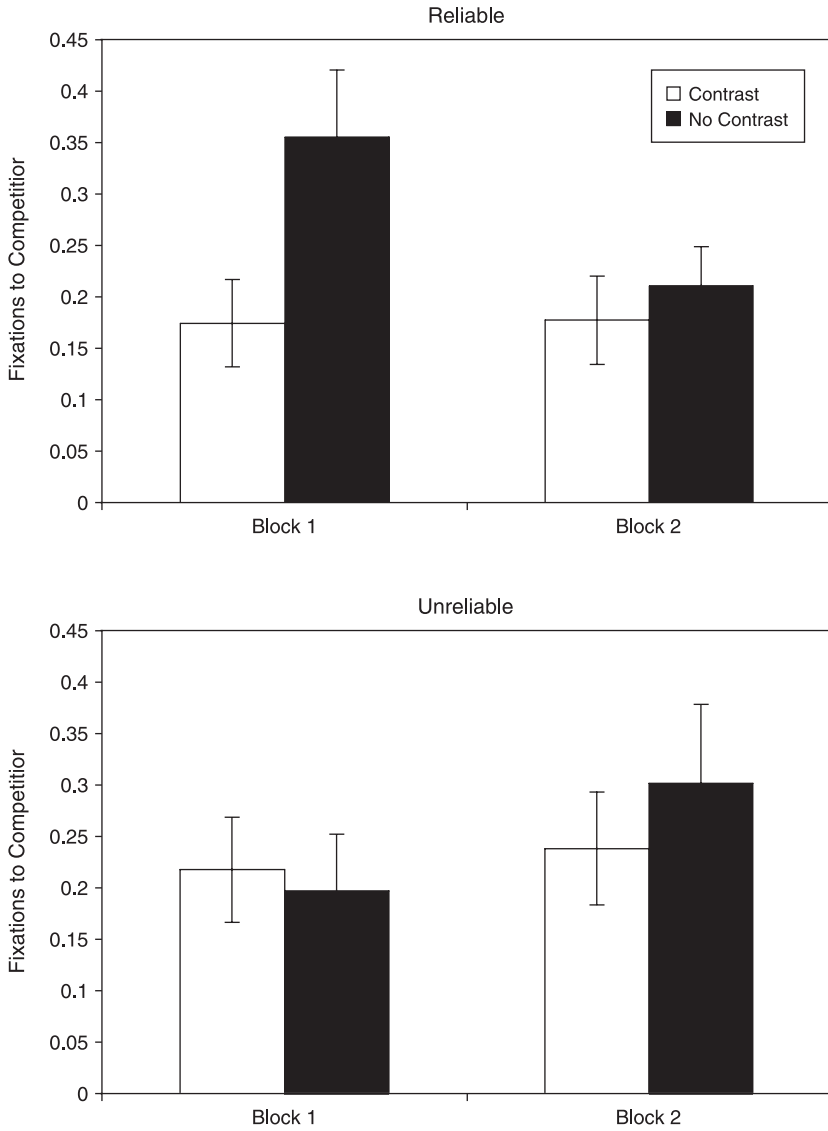 Reliable
0.45
0.4
0.35
0.3
0.25
0.2
0.15
0.1
0.05
0
Fixations to Competitior
Contrast
No Contrast
Block 1
Block 2
Unreliable
0.45
0.4
0.35
0.3
0.25
0.2
0.15
0.1
0.05
0
Fixations to Competitior
Block 1
Block 2